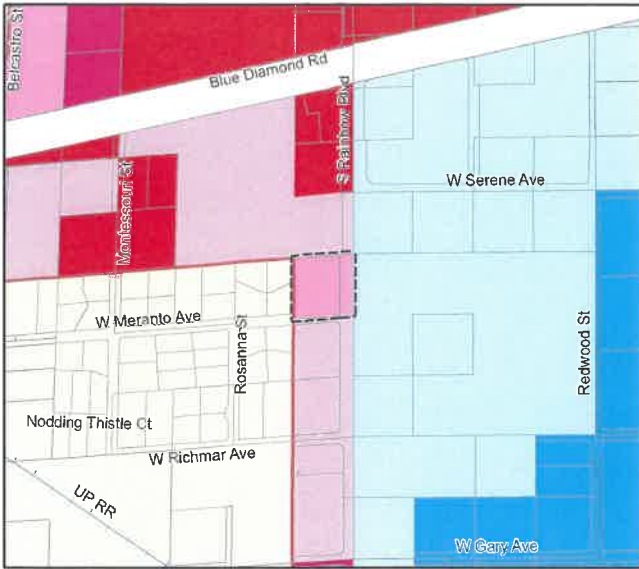 Belcastro St
Blue Diamond Rd
S Rainbow Blvd
W Serene Ave
Montessouri St
W Meranto Ave
Rosanna St
Redwood St
Nodding Thistle Ct
W Richmar Ave
UP RR
W Gary Ave